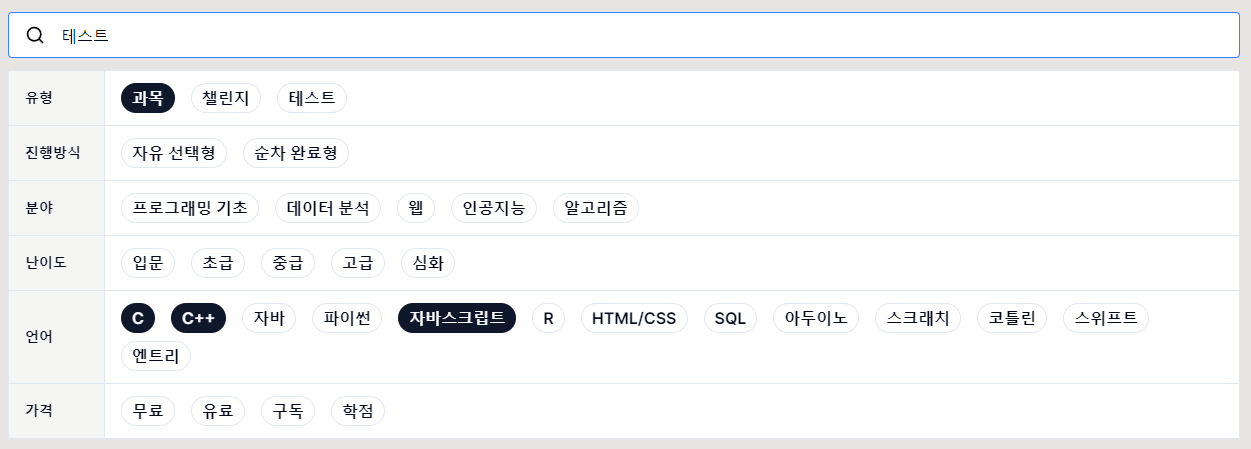 테스트
유형 과목 챌린지 테스트
진행방식 자유 선택형 순차 완료형
분야 프로그래밍 기초 데이터 분석 웹 인공지능 알고리즘
난이도 입문 초급 중급 고급 심화
언어 C C++ 자바 파이썬 자바스크립트 R HTML/CSS SQL 아두이노 스크래치 코틀린 스위프트
엔트리
가격 무료 유료 구독 학점